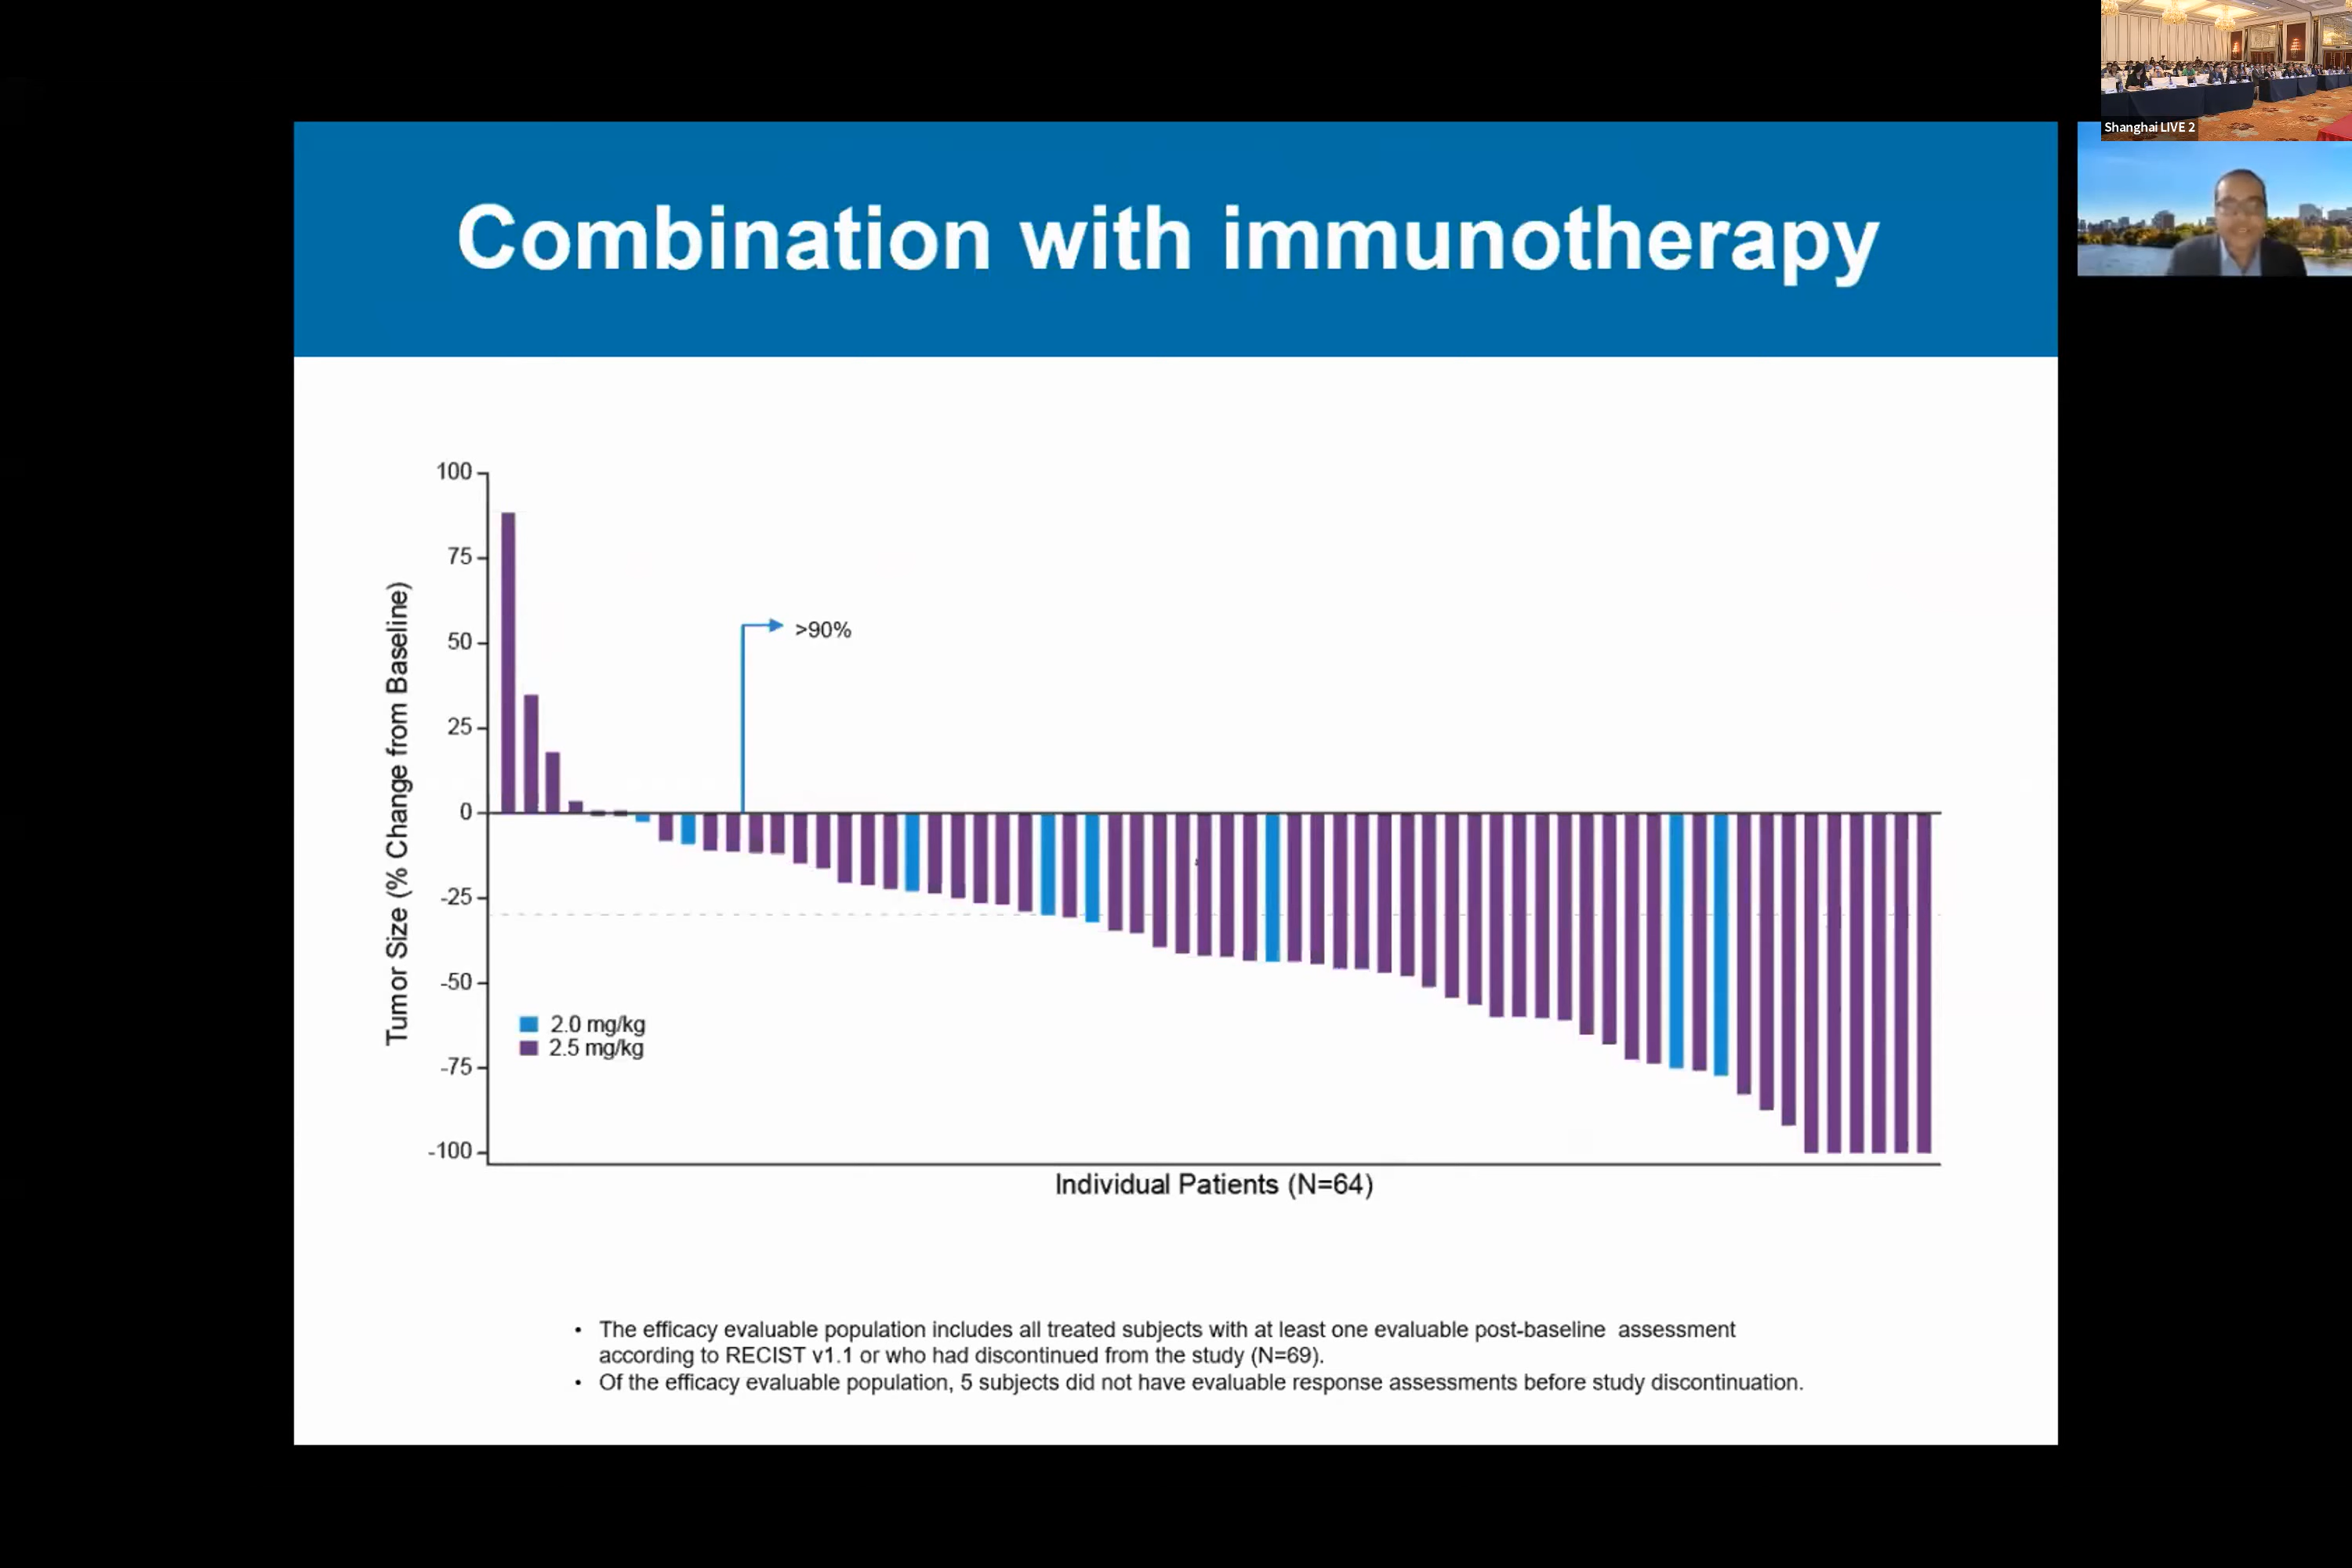 Shanghai LIVE 2
Combination with immunotherapy
Tumor Size (% Change from Baseline)
100
75
50
25
0
-25
-50
-75
-100
>90%
2.0 mg/kg
2.5 mg/kg
Individual Patients (N=64)
• The efficacy evaluable population includes all treated subjects with at least one evaluable post-baseline assessment
according to RECIST v1.1 or who had discontinued from the study (N=69).
• Of the efficacy evaluable population, 5 subjects did not have evaluable response assessments before study discontinuation.